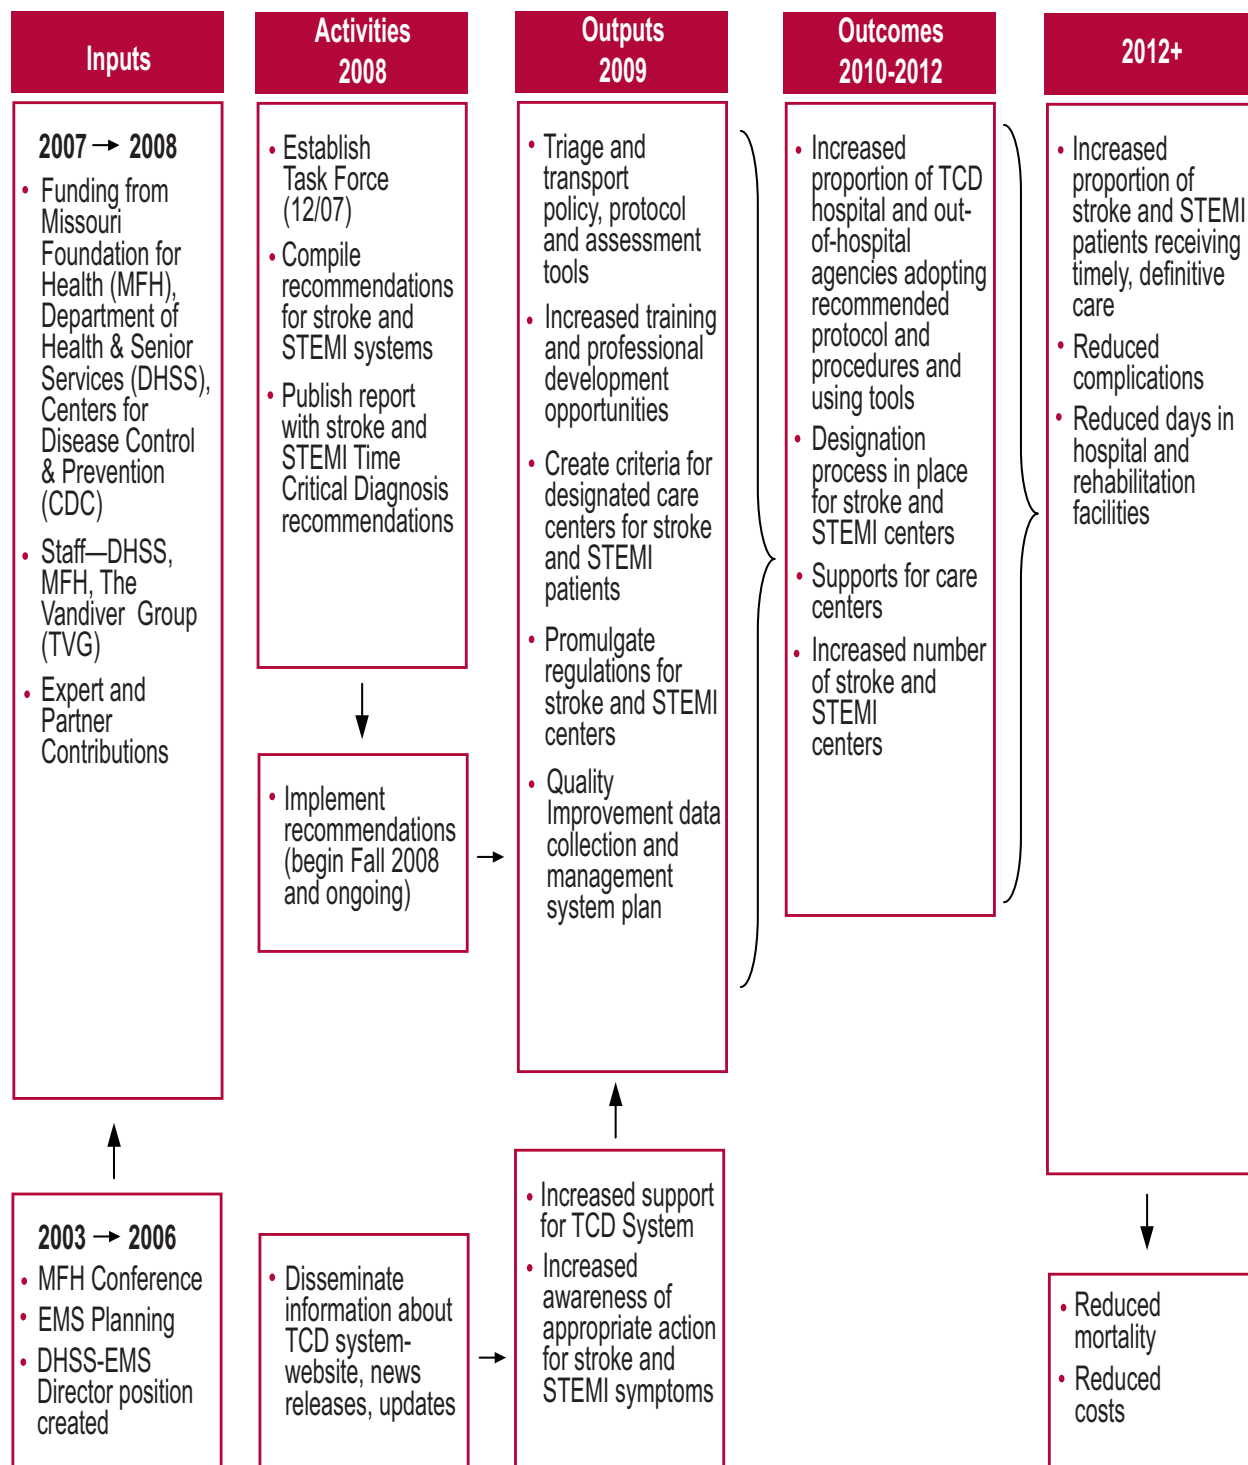 Inputs
2007 → 2008
• Funding from
Missouri
Foundation for
Health (MFH),
Department of
Health & Senior
Services (DHSS),
Centers for
Disease Control
& Prevention
(CDC)
• Staff—DHSS,
MFH, The
Vandiver Group
(TVG)
• Expert and
Partner
Contributions
2003 → 2006
• MFH Conference
• EMS Planning
• DHSS-EMS
Director position
created
Activities
2008
• Establish
Task Force
(12/07)
• Compile
recommendations
for stroke and
STEMI systems
• Publish report
with stroke and
STEMI Time
Critical Diagnosis
recommendations
• Implement
recommendations
(begin Fall 2008
and ongoing)
• Disseminate
information about
TCD system-
website, news
releases, updates
Outputs
2009
• Triage and
transport
policy, protocol
and assessment
tools
• Increased training
and professional
development
opportunities
• Create criteria for
designated care
centers for stroke
and STEMI
patients
• Promulgate
regulations for
stroke and STEMI
centers
• Quality
Improvement data
collection and
management
system plan
• Increased support
for TCD System
• Increased
awareness of
appropriate action
for stroke and
STEMI symptoms
Outcomes
2010-2012
• Increased
proportion of TCD
hospital and out-
of-hospital
agencies adopting
recommended
protocol and
procedures and
using tools
• Designation
process in place
for stroke and
STEMI centers
• Supports for care
centers
• Increased number
of stroke and
STEMI
centers
2012+
• Increased
proportion of
stroke and STEMI
patients receiving
timely, definitive
care
• Reduced
complications
• Reduced days in
hospital and
rehabilitation
facilities
• Reduced
mortality
• Reduced
costs